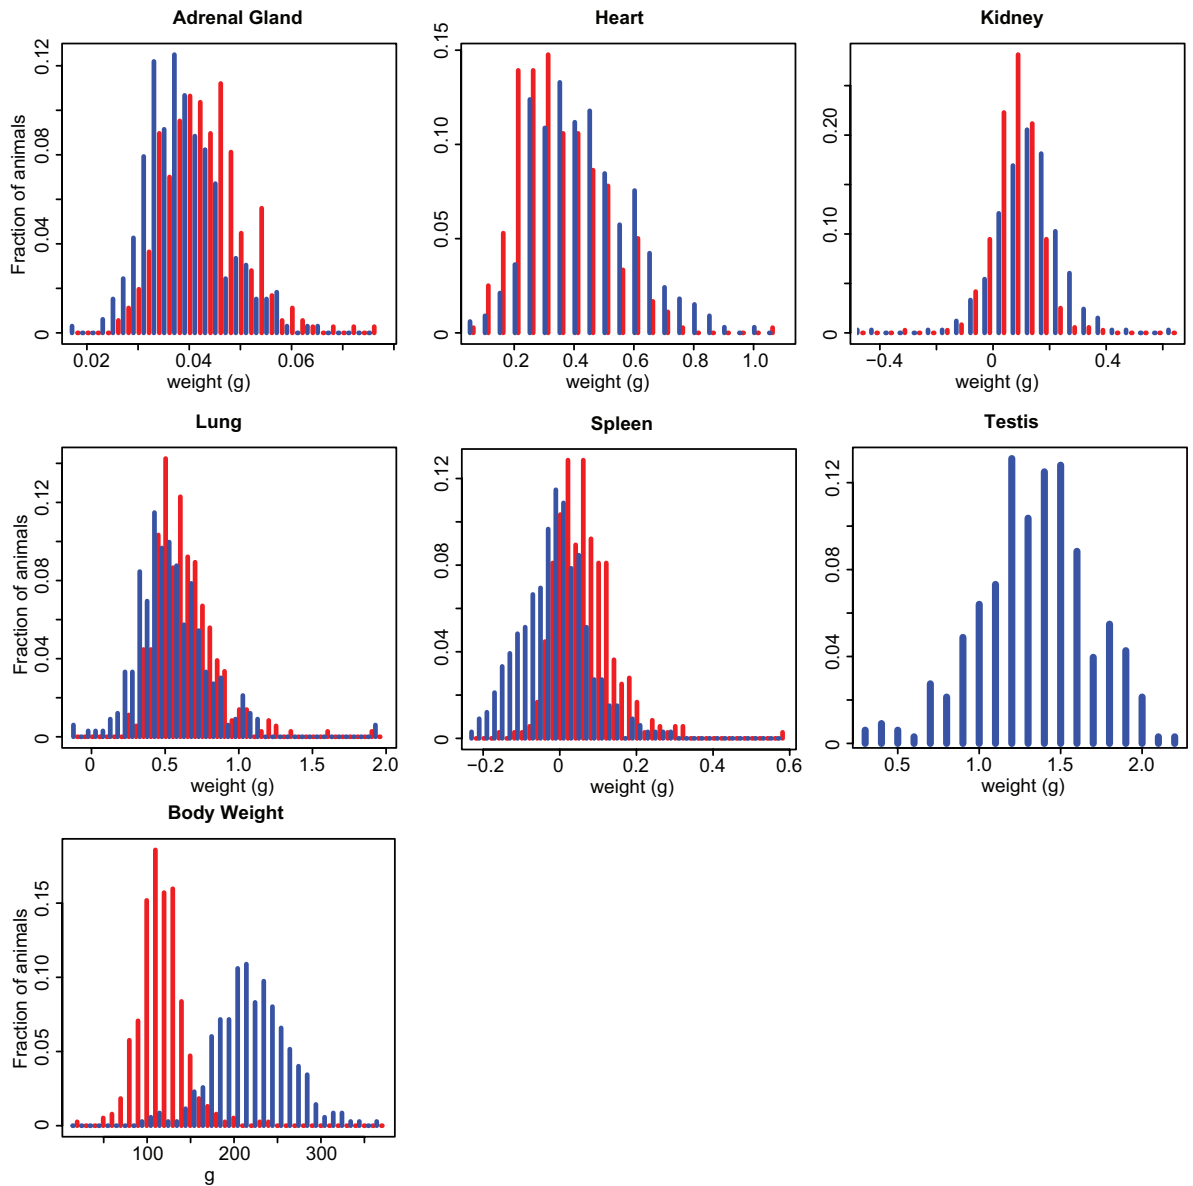 Adrenal Gland
Heart
Kidney
Fraction of animals
0 0.04 0.08 0.12
0.02 0.04 0.06
weight (g)
0 0.05 0.10 0.15
0.2 0.4 0.6 0.8 1.0
weight (g)
0 0.10 0.20
−0.4 0 0.4
weight (g)
Lung
Spleen
Testis
Fraction of animals
0 0.04 0.08 0.12
0 0.5 1.0 1.5 2.0
weight (g)
0 0.04 0.08 0.12
−0.2 0 0.2 0.4 0.6
weight (g)
0 0.04 0.08 0.12
0.5 1.0 1.5 2.0
weight (g)
Body Weight
Fraction of animals
0 0.05 0.10 0.15
100 200 300
g